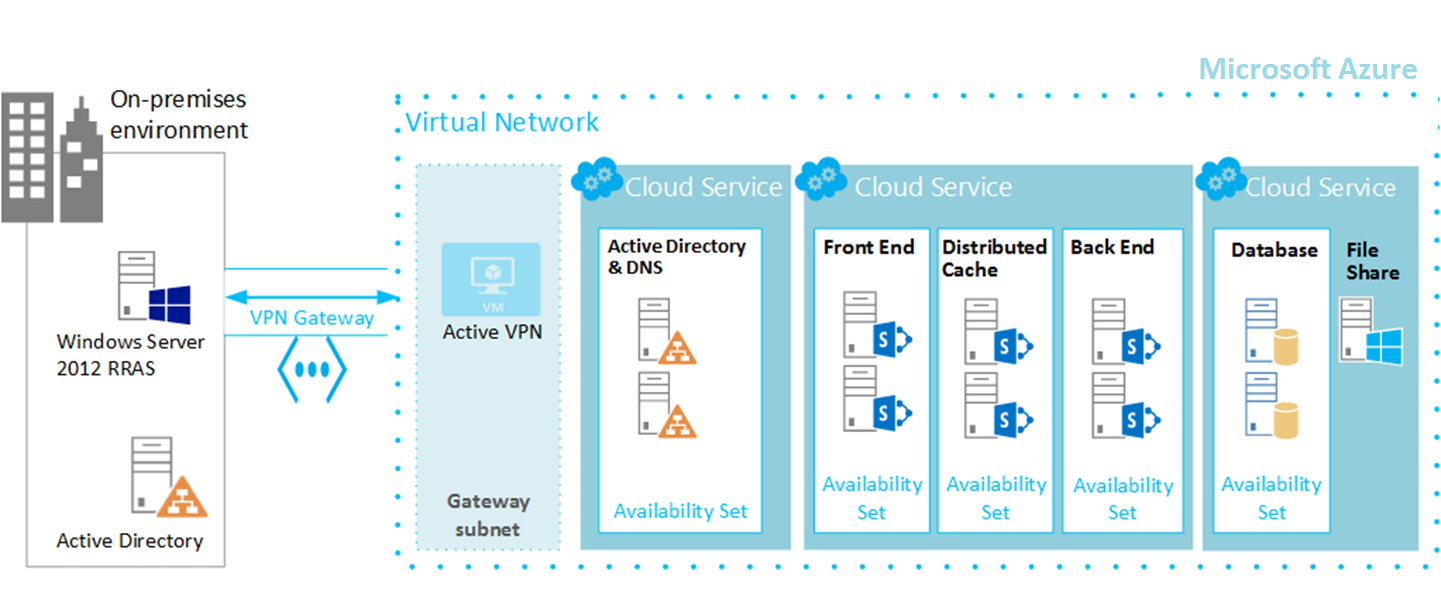 Microsoft Azure
On-premises
environment
Windows Server
2012 RRAS
Active Directory
VPN Gateway
Virtual Network
VM
Active VPN
Gateway
subnet
Cloud Service
Active Directory
& DNS
Availability Set
Cloud Service
Front End
S
S
Availability
Set
Distributed
Cache
S
S
Availability
Set
Back End
S
S
Availability
Set
Cloud Service
Database
Availability
Set
File
Share